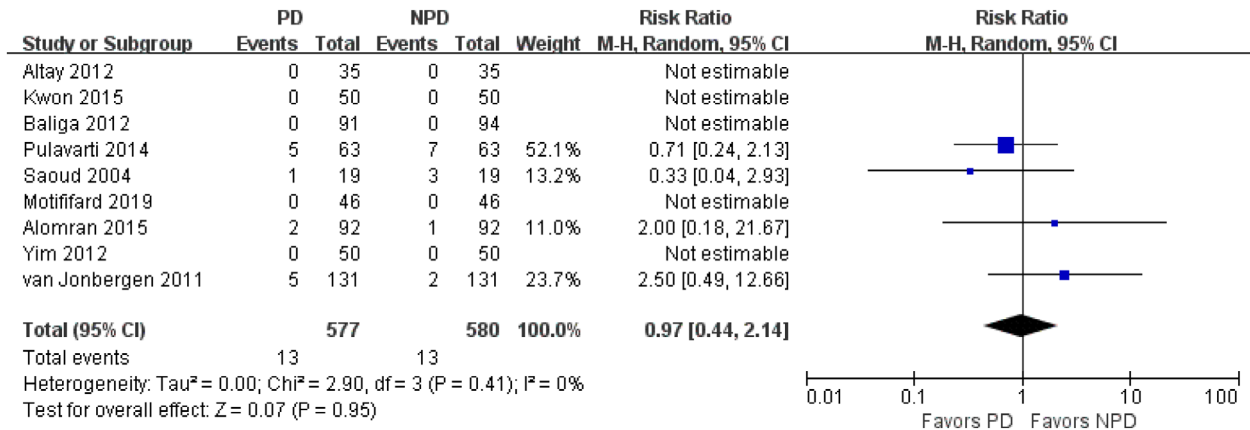 PD NPD Risk Ratio Risk Ratio
Study or Subgroup Events Total Events Total Weight M-H, Random, 95% CI M-H, Random, 95% CI
Altay 2012 0 35 0 35 Not estimable
Kwon 2015 0 50 0 50 Not estimable
Baliga 2012 0 91 0 94 Not estimable
Pulavarti 2014 5 63 7 63 52.1% 0.71 [0.24, 2.13]
Saoud 2004 1 19 3 19 13.2% 0.33 [0.04, 2.93]
Motififard 2019 0 46 0 46 Not estimable
Alomran 2015 2 92 1 92 11.0% 2.00 [0.18, 21.67]
Yim 2012 0 50 0 50 Not estimable
van Jonbergen 2011 5 131 2 131 23.7% 2.50 [0.49, 12.66]
Total (95% CI) 577 580 100.0% 0.97 [0.44, 2.14]
Total events 13 13
Heterogeneity: Tau² = 0.00; Chi² = 2.90, df = 3 (P = 0.41); I² = 0%
Test for overall effect: Z = 0.07 (P = 0.95)
0.01 0.1 1 10 100
Favors PD Favors NPD